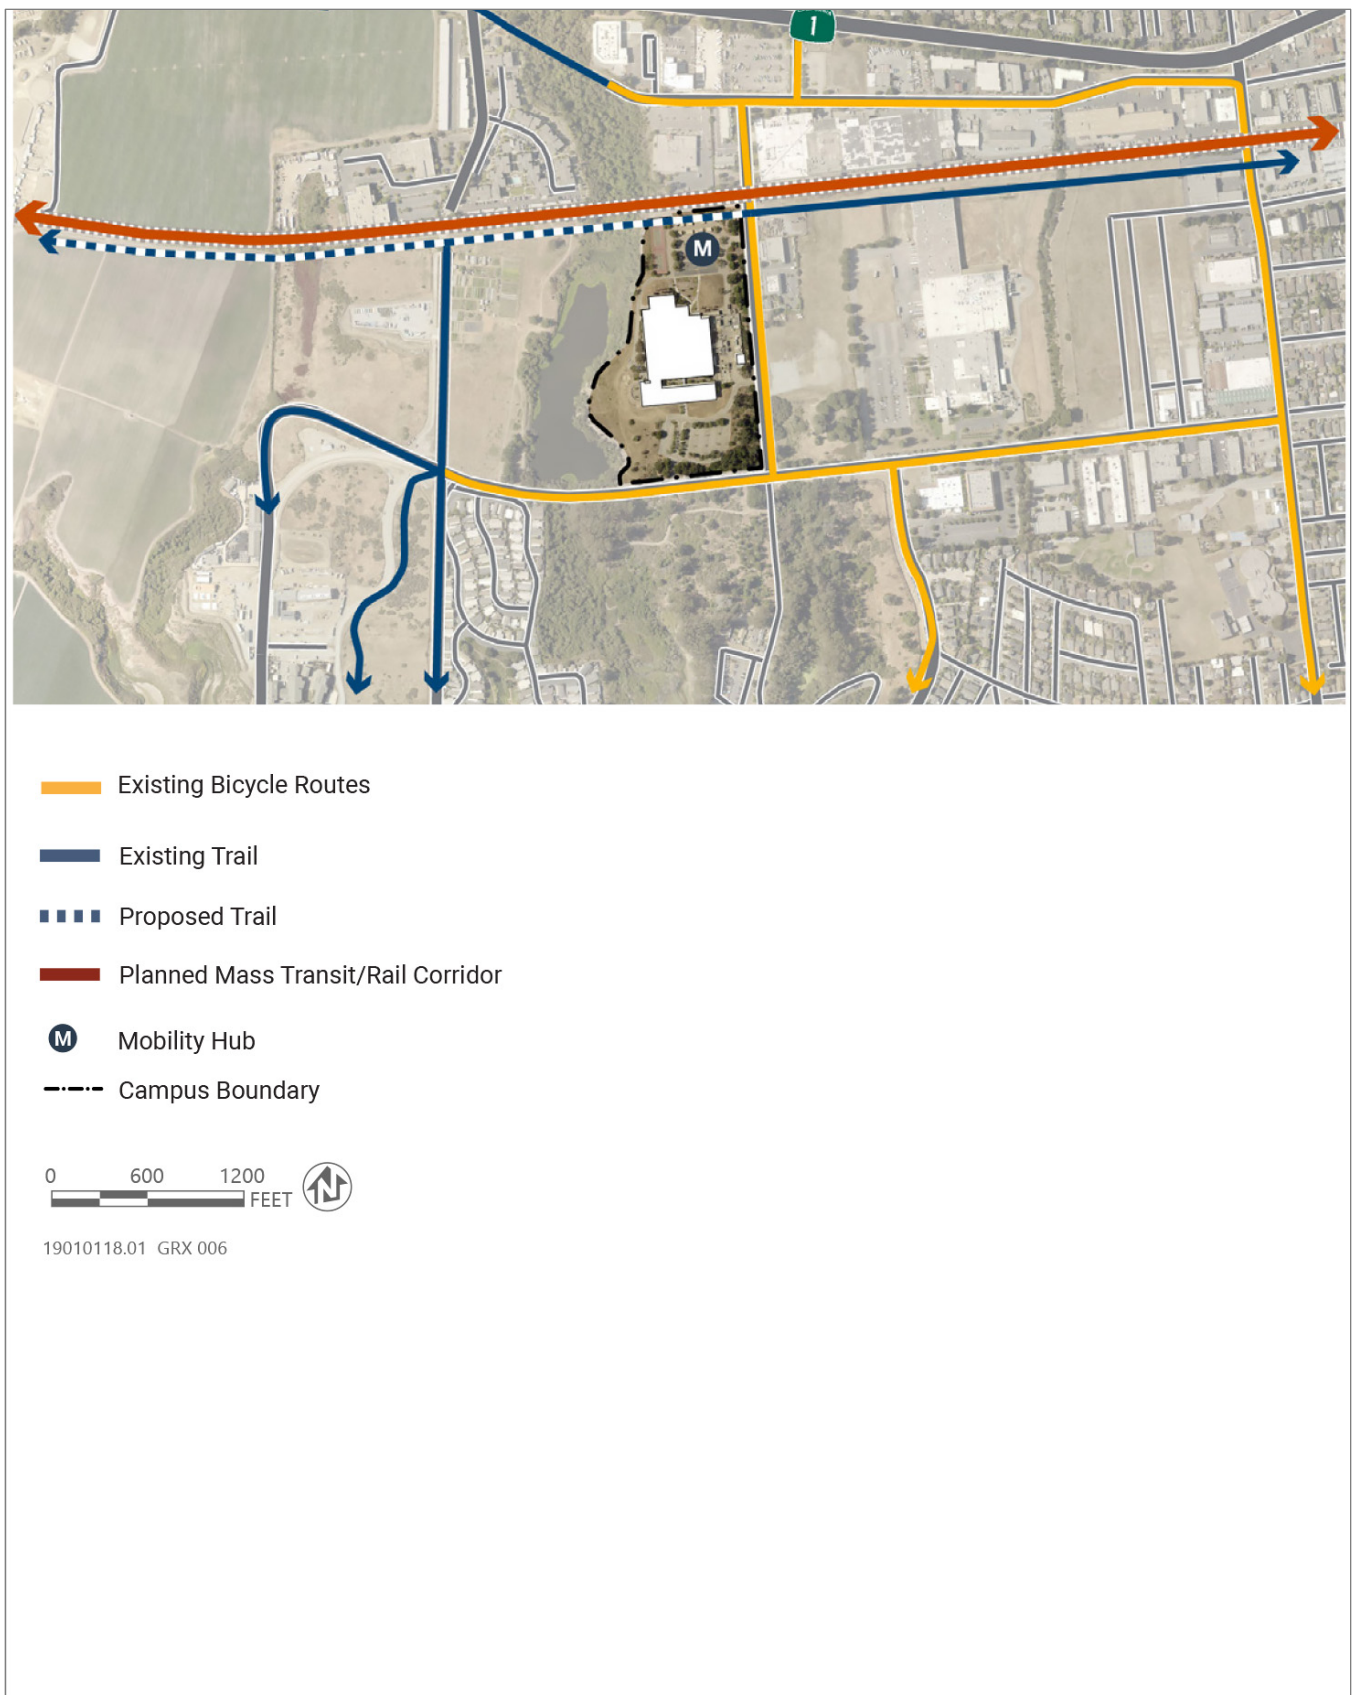 1
M
Existing Bicycle Routes
Existing Trail
Proposed Trail
Planned Mass Transit/Rail Corridor
M Mobility Hub
Campus Boundary
0 600 1200
FEET N
19010118.01 GRX 006